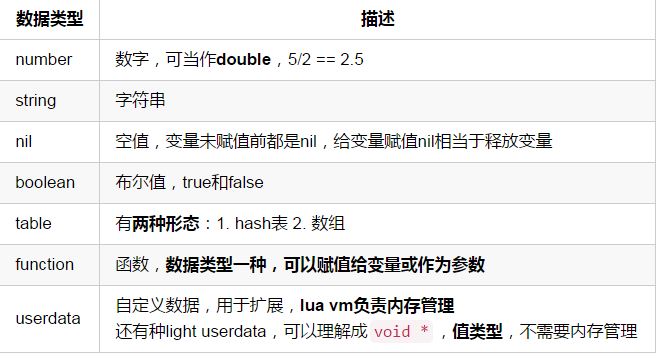 数据类型 描述
number 数字，可当作double，5/2 == 2.5
string 字符串
nil 空值，变量未赋值前都是nil，给变量赋值nil相当于释放变量
boolean 布尔值，true和false
table 有两种形态：1. hash表 2. 数组
function 函数，数据类型一种，可以赋值给变量或作为参数
userdata 自定义数据，用于扩展，lua vm负责内存管理
还有种light userdata，可以理解成 void * ，值类型，不需要内存管理